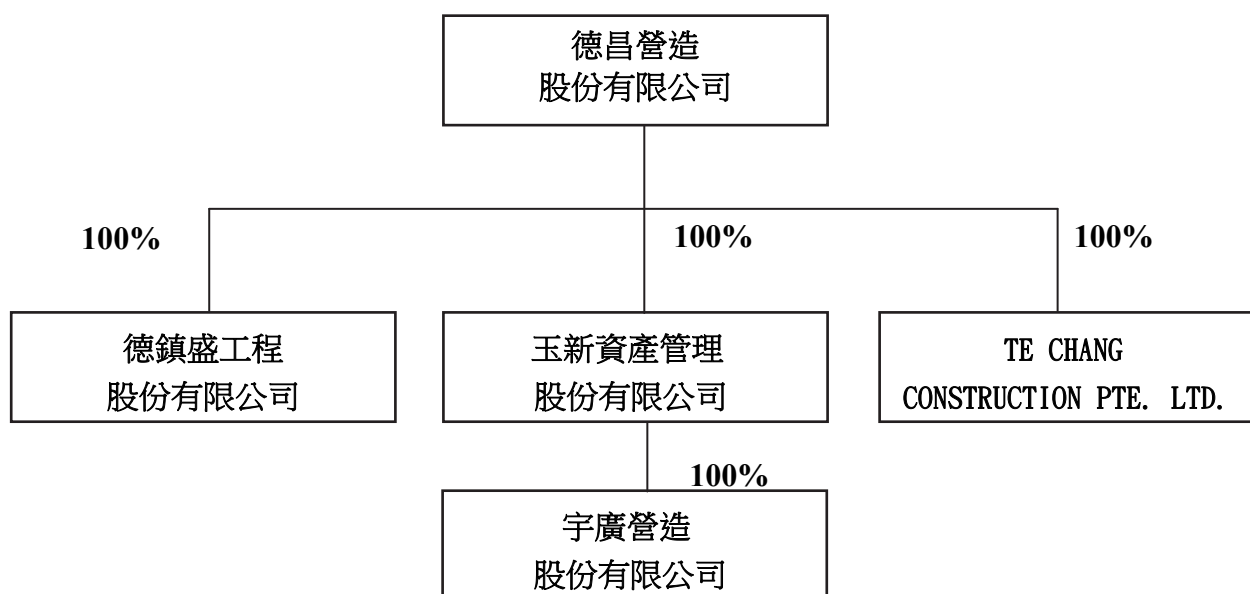 德昌營造
股份有限公司
100%
100%
100%
德鎮盛工程
股份有限公司
玉新資產管理
股份有限公司
TE CHANG
CONSTRUCTION PTE. LTD.
100%
宇廣營造
股份有限公司